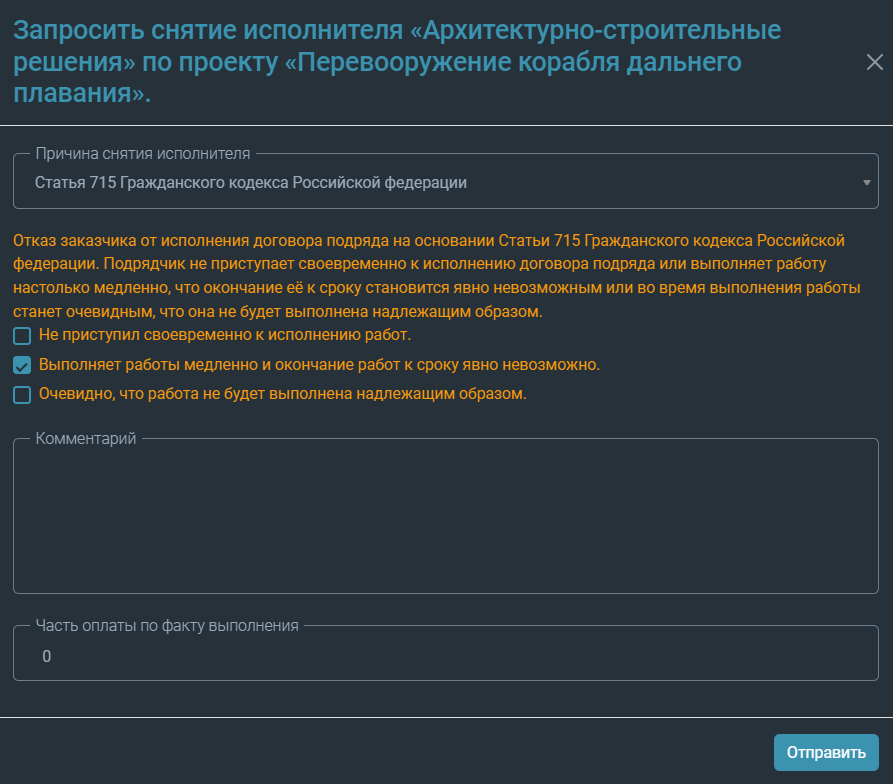 Запросить снятие исполнителя «Архитектурно-строительные
решения» по проекту «Перевооружение корабля дальнего
плавания».
Причина снятия исполнителя
Статья 715 Гражданского кодекса Российской федерации
Отказ заказчика от исполнения договора подряда на основании Статьи 715 Гражданского кодекса Российской
федерации. Подрядчик не приступает своевременно к исполнению договора подряда или выполняет работу
настолько медленно, что окончание её к сроку становится явно невозможным или во время выполнения работы
станет очевидным, что она не будет выполнена надлежащим образом.
Не приступил своевременно к исполнению работ.
Выполняет работы медленно и окончание работ к сроку явно невозможно.
Очевидно, что работа не будет выполнена надлежащим образом.
Комментарий
Часть оплаты по факту выполнения
0
Отправить